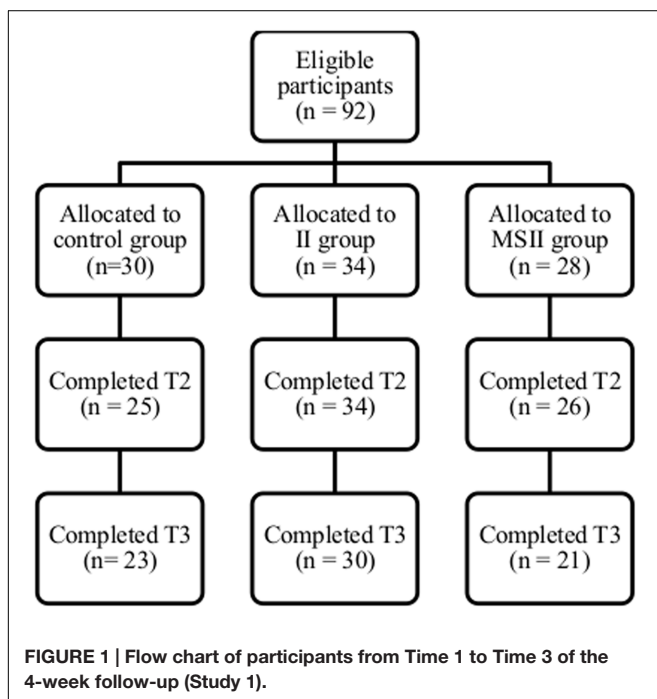 Eligible
participants
(n = 92)
Allocated to
control group
(n=30)
Allocated to
II group
(n = 34)
Allocated to
MSII group
(n = 28)
Completed T2
(n = 25)
Completed T2
(n = 34)
Completed T2
(n = 26)
Completed T3
(n= 23)
Completed T3
(n = 30)
Completed T3
(n = 21)
FIGURE 1 | Flow chart of participants from Time 1 to Time 3 of the
4-week follow-up (Study 1).